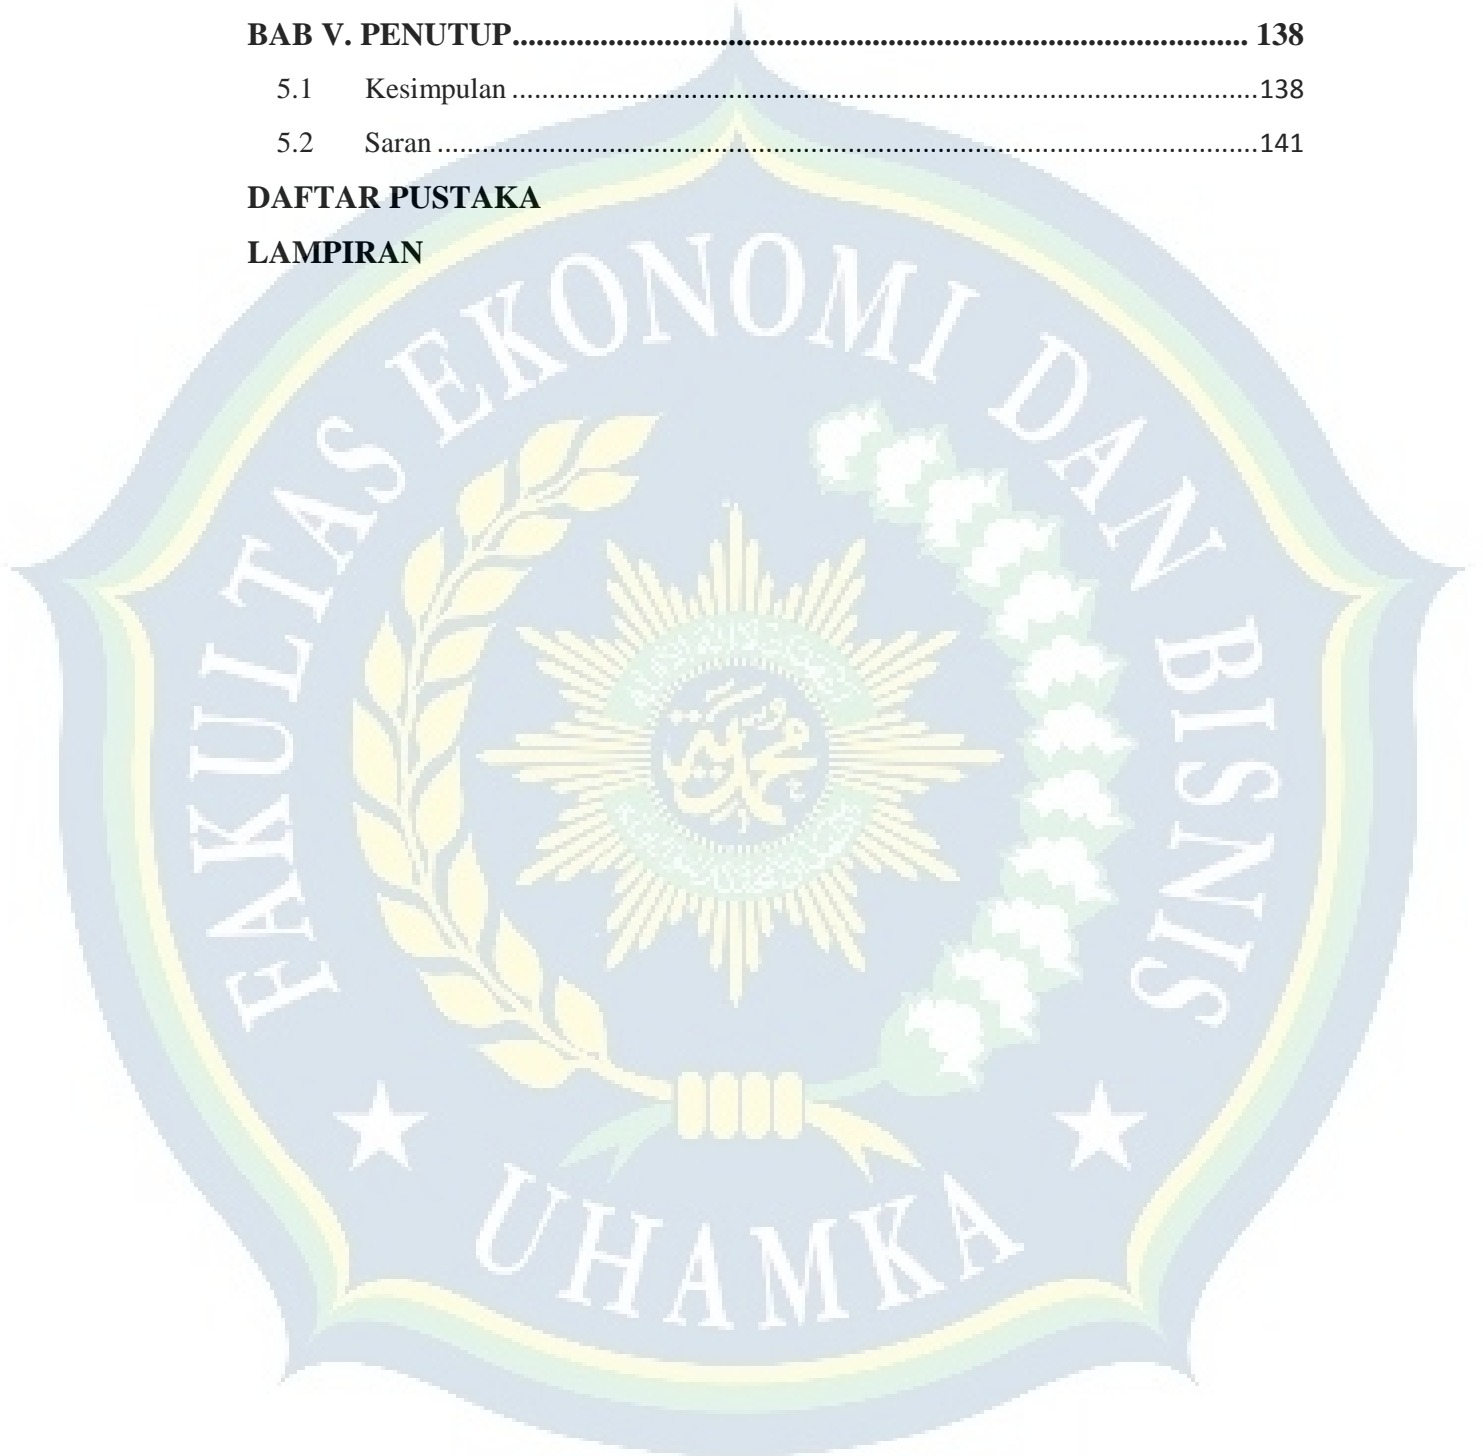 BAB V. PENUTUP............................................................................................ 138
5.1 Kesimpulan ....................................................................................................138
5.2 Saran ..............................................................................................................141
DAFTAR PUSTAKA
LAMPIRAN
FAKULTAS EKONOMI DAN BISNIS
محمدية
UHAMKA